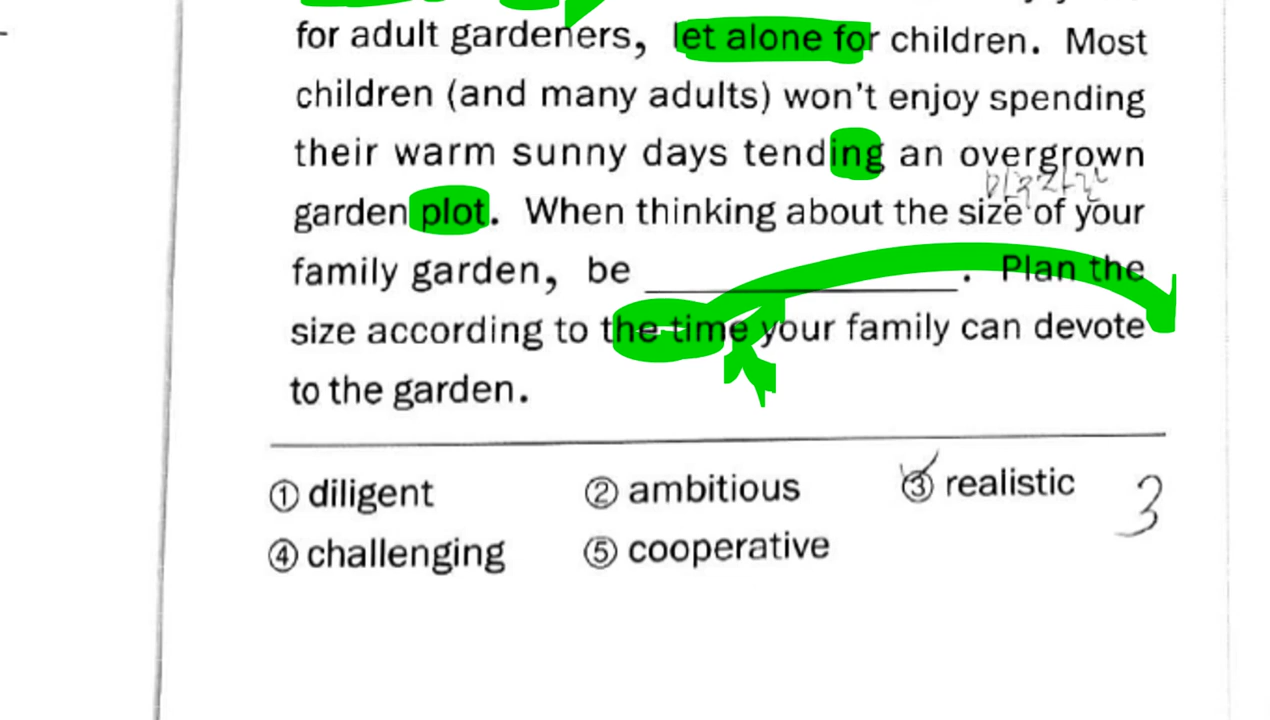 for adult gardeners, let alone for children. Most
children (and many adults) won't enjoy spending
their warm sunny days tending an overgrown
garden plot. When thinking about the size of your
family garden, be ____________. Plan the
size according to the time your family can devote
to the garden.
① diligent ② ambitious ③ realistic 3
④ challenging ⑤ cooperative